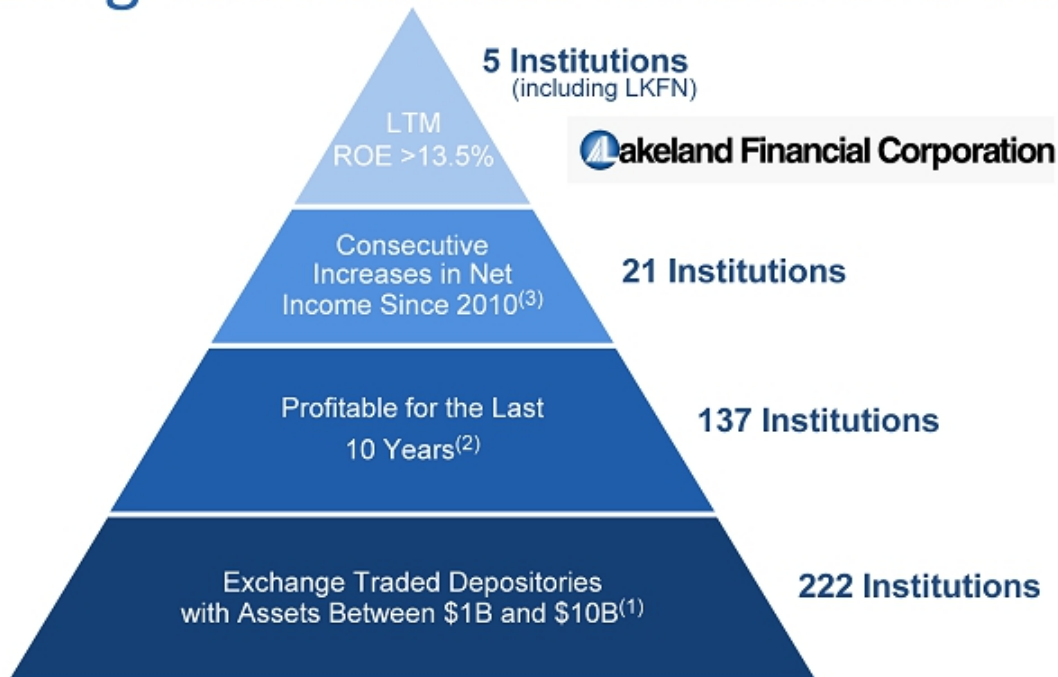 5 Institutions
(including LKFN)
LTM
ROE >13.5%
Lakeland Financial Corporation
Consecutive
Increases in Net
Income Since 2010(3)
21 Institutions
Profitable for the Last
10 Years(2)
137 Institutions
Exchange Traded Depositories
with Assets Between $1B and $10B(1)
222 Institutions